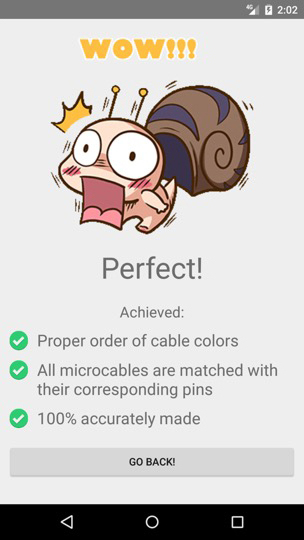 4G 2:02
WOW!!!
Perfect!
Achieved:
Proper order of cable colors
All microcables are matched with
their corresponding pins
100% accurately made
GO BACK!